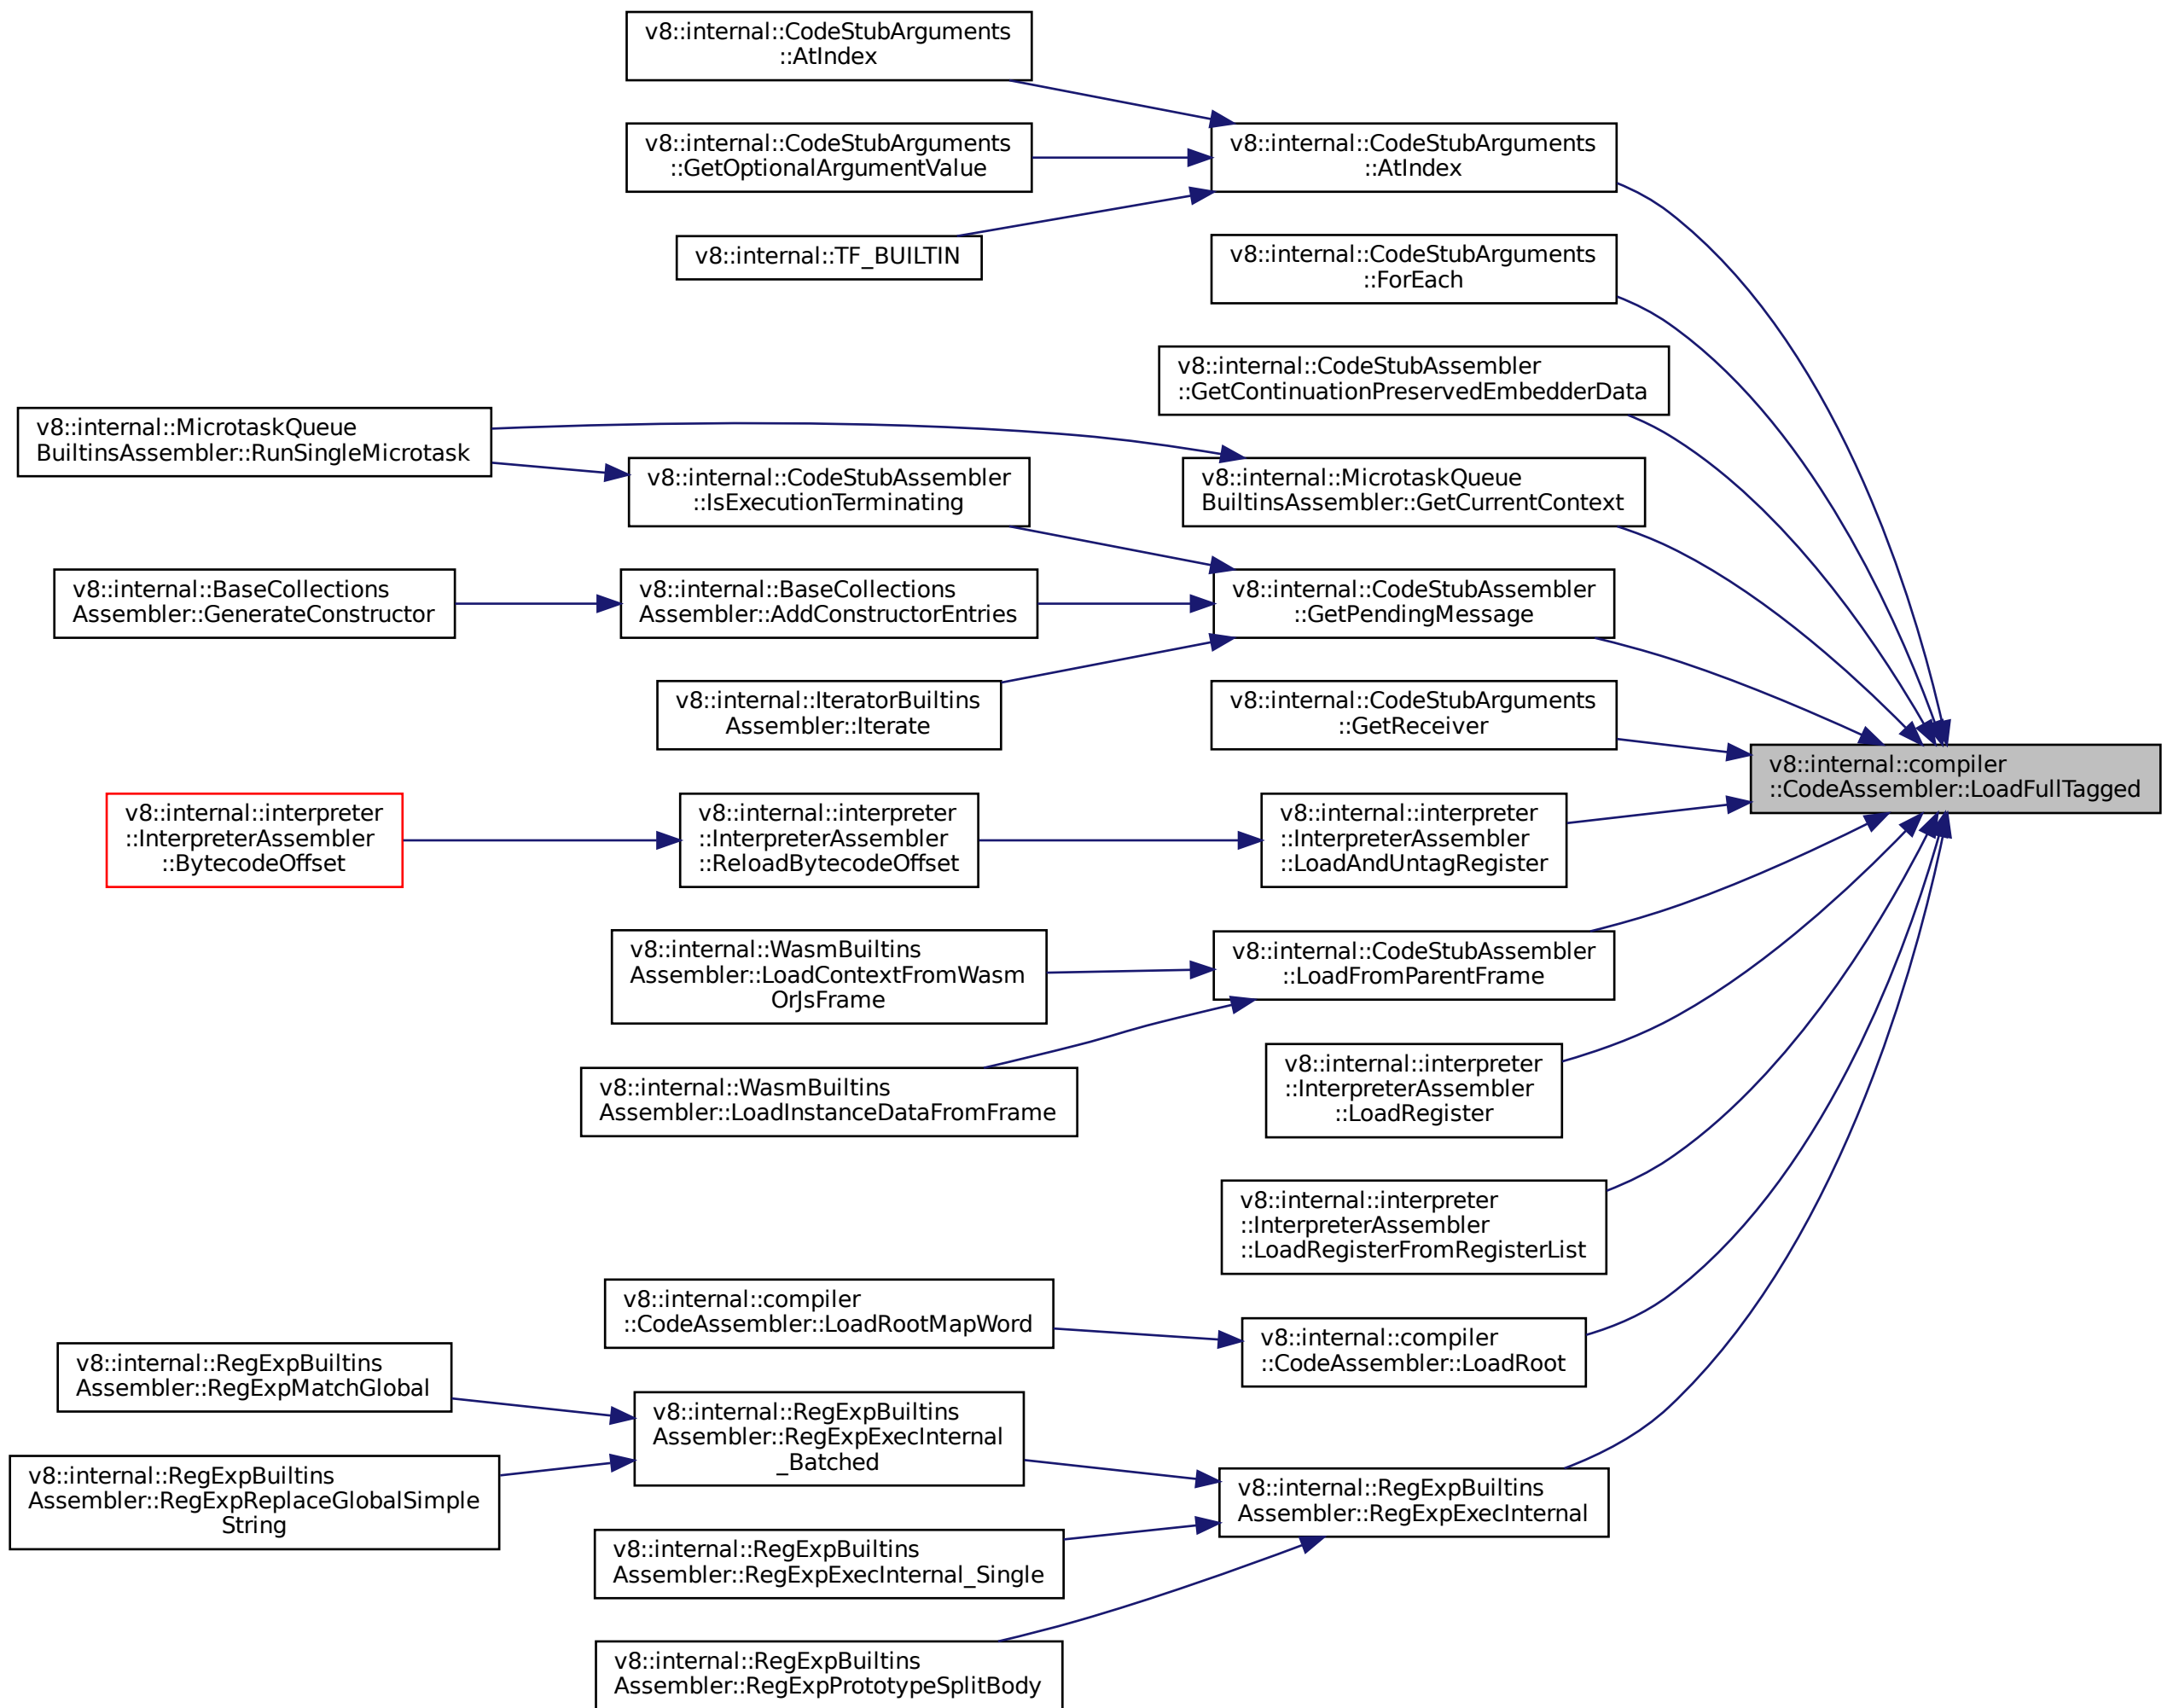 v8::internal::CodeStubArguments
::AtIndex
v8::internal::CodeStubArguments
::GetOptionalArgumentValue
v8::internal::CodeStubArguments
::AtIndex
v8::internal::TF_BUILTIN
v8::internal::CodeStubArguments
::ForEach
v8::internal::CodeStubAssembler
::GetContinuationPreservedEmbedderData
v8::internal::MicrotaskQueue
BuiltinsAssembler::RunSingleMicrotask
v8::internal::CodeStubAssembler
::IsExecutionTerminating
v8::internal::MicrotaskQueue
BuiltinsAssembler::GetCurrentContext
v8::internal::BaseCollections
Assembler::GenerateConstructor
v8::internal::BaseCollections
Assembler::AddConstructorEntries
v8::internal::CodeStubAssembler
::GetPendingMessage
v8::internal::IteratorBuiltins
Assembler::Iterate
v8::internal::CodeStubArguments
::GetReceiver
v8::internal::compiler
::CodeAssembler::LoadFullTagged
v8::internal::interpreter
::InterpreterAssembler
::BytecodeOffset
v8::internal::interpreter
::InterpreterAssembler
::ReloadBytecodeOffset
v8::internal::interpreter
::InterpreterAssembler
::LoadAndUntagRegister
v8::internal::WasmBuiltins
Assembler::LoadContextFromWasm
OrJsFrame
v8::internal::CodeStubAssembler
::LoadFromParentFrame
v8::internal::WasmBuiltins
Assembler::LoadInstanceDataFromFrame
v8::internal::interpreter
::InterpreterAssembler
::LoadRegister
v8::internal::interpreter
::InterpreterAssembler
::LoadRegisterFromRegisterList
v8::internal::compiler
::CodeAssembler::LoadRootMapWord
v8::internal::compiler
::CodeAssembler::LoadRoot
v8::internal::RegExpBuiltins
Assembler::RegExpMatchGlobal
v8::internal::RegExpBuiltins
Assembler::RegExpExecInternal
_Batched
v8::internal::RegExpBuiltins
Assembler::RegExpReplaceGlobalSimple
String
v8::internal::RegExpBuiltins
Assembler::RegExpExecInternal
v8::internal::RegExpBuiltins
Assembler::RegExpExecInternal_Single
v8::internal::RegExpBuiltins
Assembler::RegExpPrototypeSplitBody